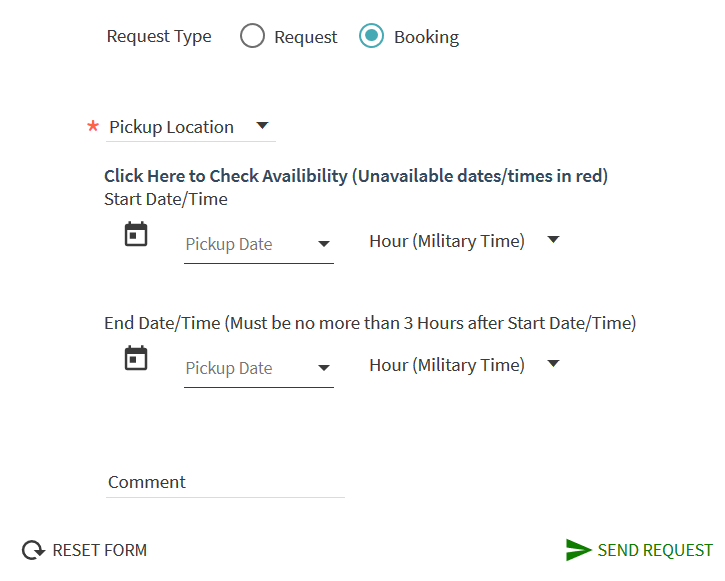 Request Type Request Booking
* Pickup Location
Click Here to Check Availibility (Unavailable dates/times in red)
Start Date/Time
Pickup Date Hour (Military Time)
End Date/Time (Must be no more than 3 Hours after Start Date/Time)
Pickup Date Hour (Military Time)
Comment
RESET FORM SEND REQUEST